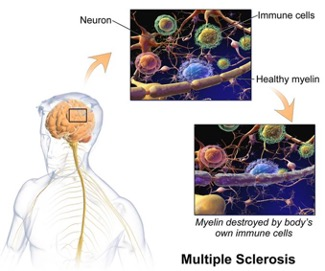 Neuron
Immune cells
Healthy myelin
Myelin destroyed by body's
own immune cells
Multiple Sclerosis